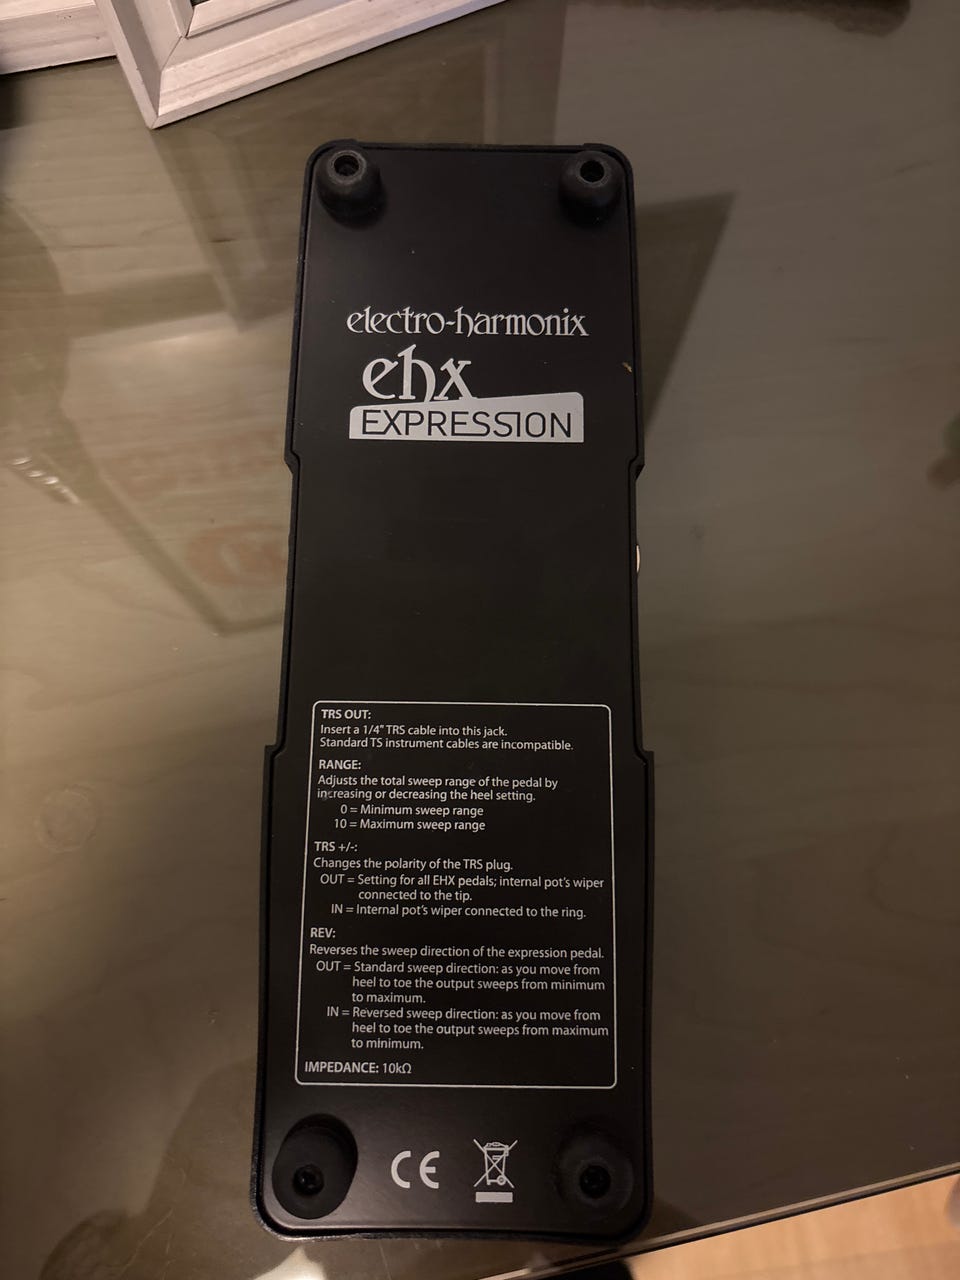 electro-harmonix
ehx
EXPRESSION
TRS OUT:
Insert a 1/4" TRS cable into this jack.
Standard TS instrument cables are incompatible.
RANGE:
Adjusts the total sweep range of the pedal by
increasing or decreasing the heel setting.
0 = Minimum sweep range
10 = Maximum sweep range
TRS +/-:
Changes the polarity of the TRS plug.
OUT = Setting for all EHX pedals; internal pot's wiper
connected to the tip.
IN = Internal pot's wiper connected to the ring.
REV:
Reverses the sweep direction of the expression pedal.
OUT = Standard sweep direction: as you move from
heel to toe the output sweeps from minimum
to maximum.
IN = Reversed sweep direction: as you move from
heel to toe the output sweeps from maximum
to minimum.
IMPEDANCE: 10kΩ
CE